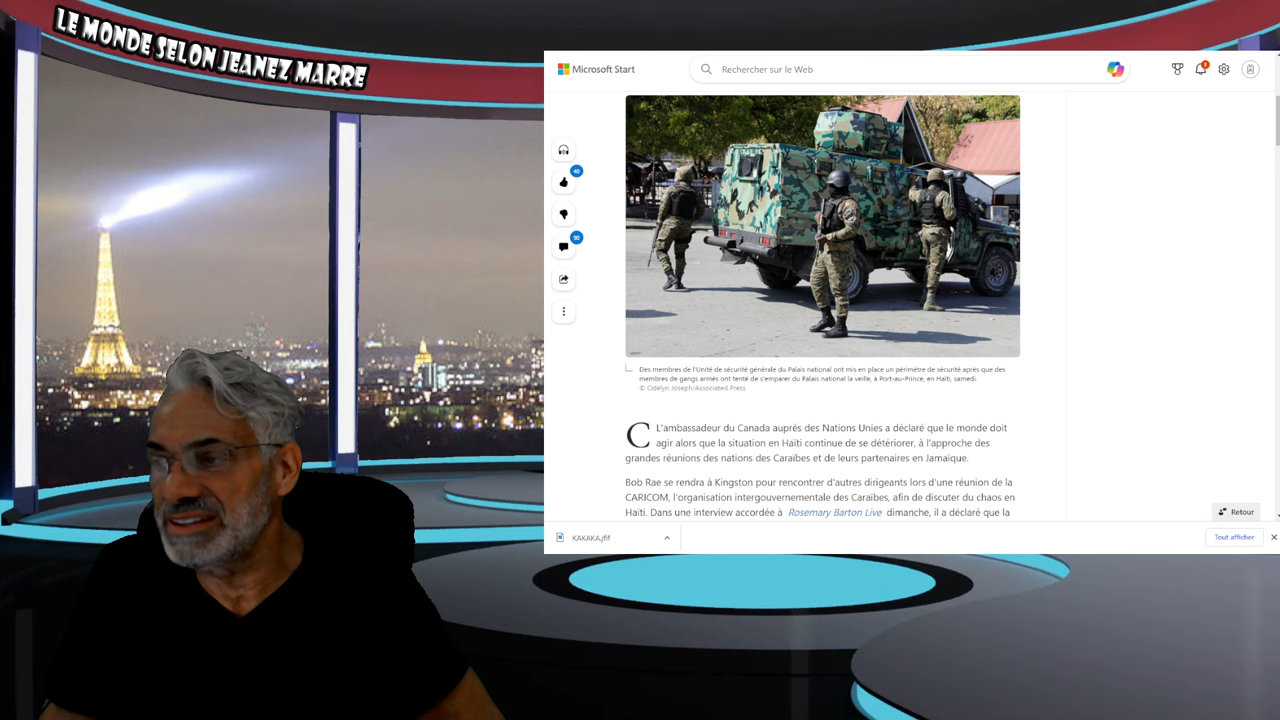 LE MONDE SELON JEANEZ MARRE
Microsoft Start
Rechercher sur le Web
8
40
90
Des membres de l'Unité de sécurité générale du Palais national ont mis en place un périmètre de sécurité après que des
membres de gangs armés ont tenté de s'emparer du Palais national la veille, à Port-au-Prince, en Haïti, samedi.
© Odelyn Joseph/Associated Press
C L'ambassadeur du Canada auprès des Nations Unies a déclaré que le monde doit
agir alors que la situation en Haïti continue de se détériorer, à l'approche des
grandes réunions des nations des Caraïbes et de leurs partenaires en Jamaïque.
Bob Rae se rendra à Kingston pour rencontrer d'autres dirigeants lors d'une réunion de la
CARICOM, l'organisation intergouvernementale des Caraïbes, afin de discuter du chaos en
Haïti. Dans une interview accordée à Rosemary Barton Live dimanche, il a déclaré que la
Retour
KAKAKA.jfif
Tout afficher